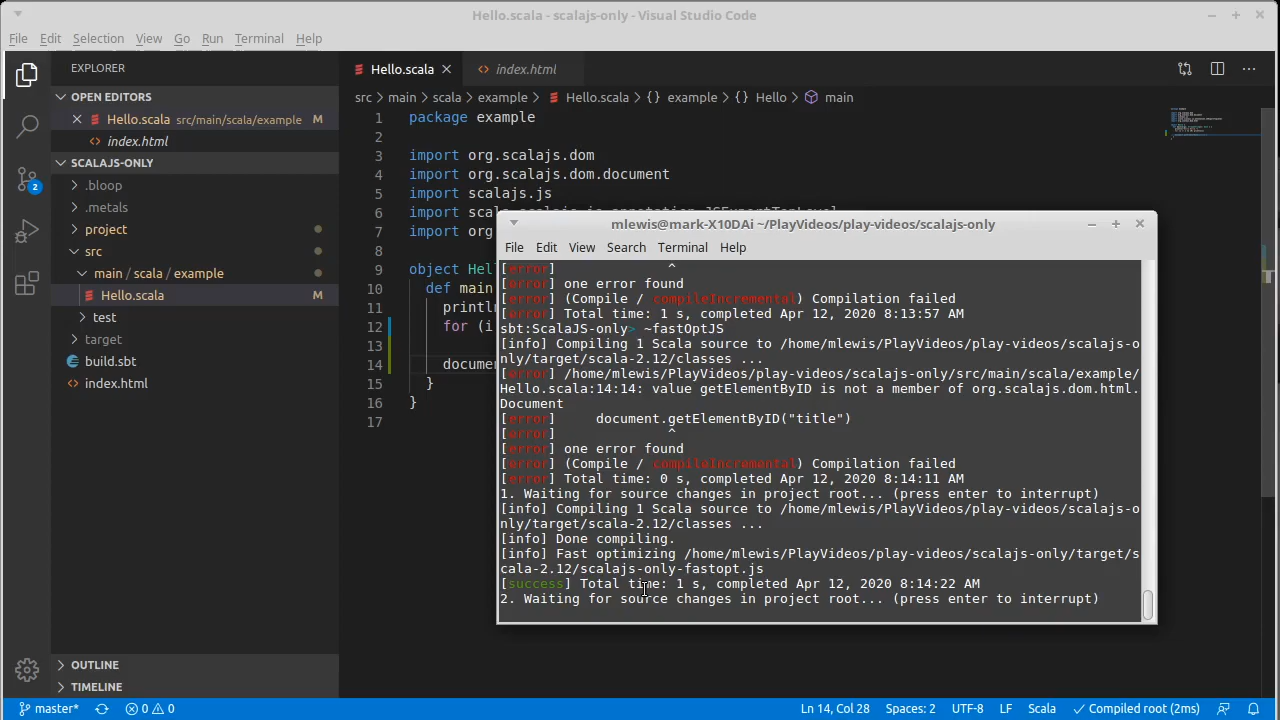 Hello.scala - scalajs-only - Visual Studio Code
File Edit Selection View Go Run Terminal Help
EXPLORER
Hello.scala
index.html
OPEN EDITORS
src > main > scala > example > Hello.scala > {} example > {} Hello > main
Hello.scala src/main/scala/example M
index.html
SCALAJS-ONLY
.bloop
.metals
project
src
main / scala / example
Hello.scala M
test
target
build.sbt
index.html
OUTLINE
TIMELINE
2
1 package example
2
3 import org.scalajs.dom
4 import org.scalajs.dom.document
5 import scalajs.js
6 import
7 import org
8
9 object Hel
10 def main
11 println
12 for (i
13
14 documen
15 }
16 }
17
mlewis@mark-X10DAi ~/PlayVideos/play-videos/scalajs-only
File Edit View Search Terminal Help
[error] ^
[error] one error found
[error] (Compile / compileIncremental) Compilation failed
[error] Total time: 1 s, completed Apr 12, 2020 8:13:57 AM
sbt:ScalaJS-only> ~fastOptJS
[info] Compiling 1 Scala source to /home/mlewis/PlayVideos/play-videos/scalajs-o
nly/target/scala-2.12/classes ...
[error] /home/mlewis/PlayVideos/play-videos/scalajs-only/src/main/scala/example/
Hello.scala:14:14: value getElementByID is not a member of org.scalajs.dom.html.
Document
[error] document.getElementByID("title")
[error] ^
[error] one error found
[error] (Compile / compileIncremental) Compilation failed
[error] Total time: 0 s, completed Apr 12, 2020 8:14:11 AM
1. Waiting for source changes in project root... (press enter to interrupt)
[info] Compiling 1 Scala source to /home/mlewis/PlayVideos/play-videos/scalajs-o
nly/target/scala-2.12/classes ...
[info] Done compiling.
[info] Fast optimizing /home/mlewis/PlayVideos/play-videos/scalajs-only/target/s
cala-2.12/scalajs-only-fastopt.js
[success] Total time: 1 s, completed Apr 12, 2020 8:14:22 AM
2. Waiting for source changes in project root... (press enter to interrupt)
master* 0 0 Ln 14, Col 28 Spaces: 2 UTF-8 LF Scala Compiled root (2ms)